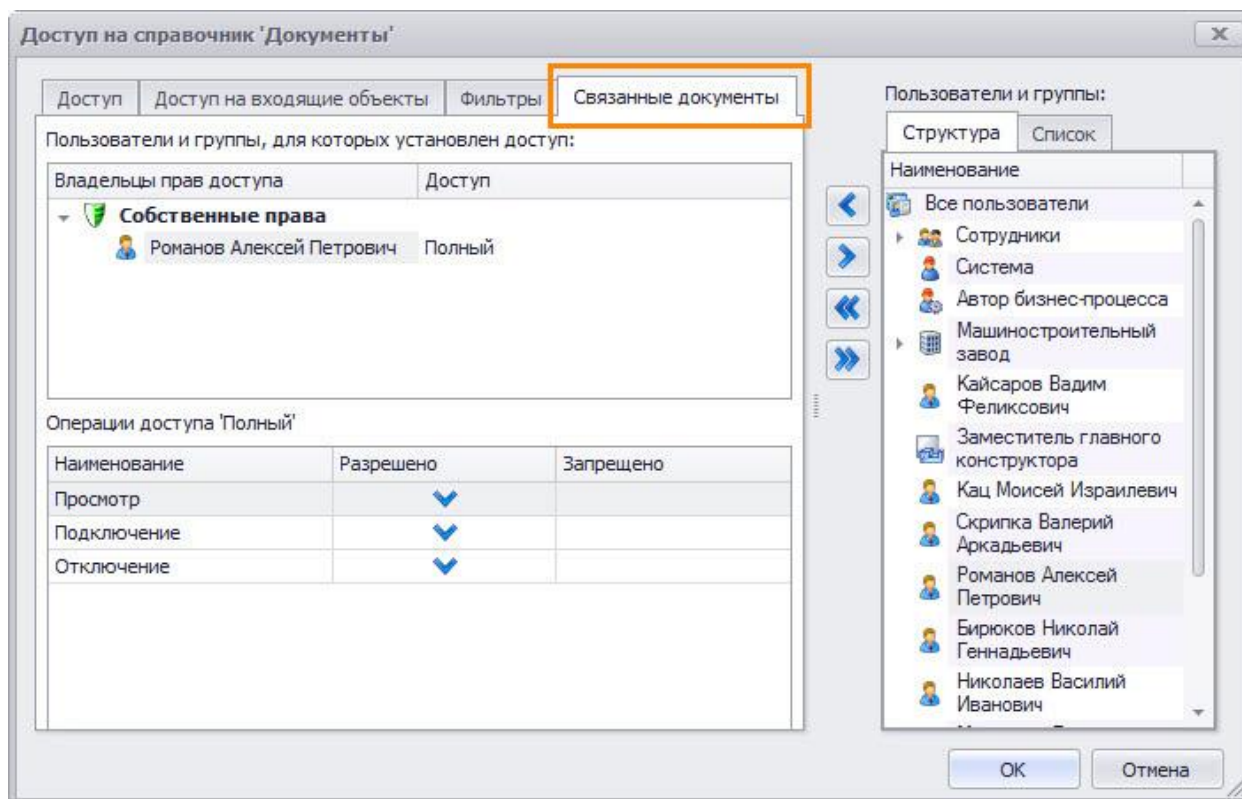 Доступ на справочник 'Документы'
Доступ
Доступ на входящие объекты
Фильтры
Связанные документы
Пользователи и группы, для которых установлен доступ:
Владельцы прав доступа
Доступ
Собственные права
Романов Алексей Петрович
Полный
Операции доступа 'Полный'
Наименование
Разрешено
Запрещено
Просмотр
Подключение
Отключение
Пользователи и группы:
Структура
Список
Наименование
Все пользователи
Сотрудники
Система
Автор бизнес-процесса
Машиностроительный
завод
Кайсаров Вадим
Феликсович
Заместитель главного
конструктора
Кац Моисей Израилевич
Скрипка Валерий
Аркадьевич
Романов Алексей
Петрович
Бирюков Николай
Геннадьевич
Николаев Василий
Иванович
ОК
Отмена